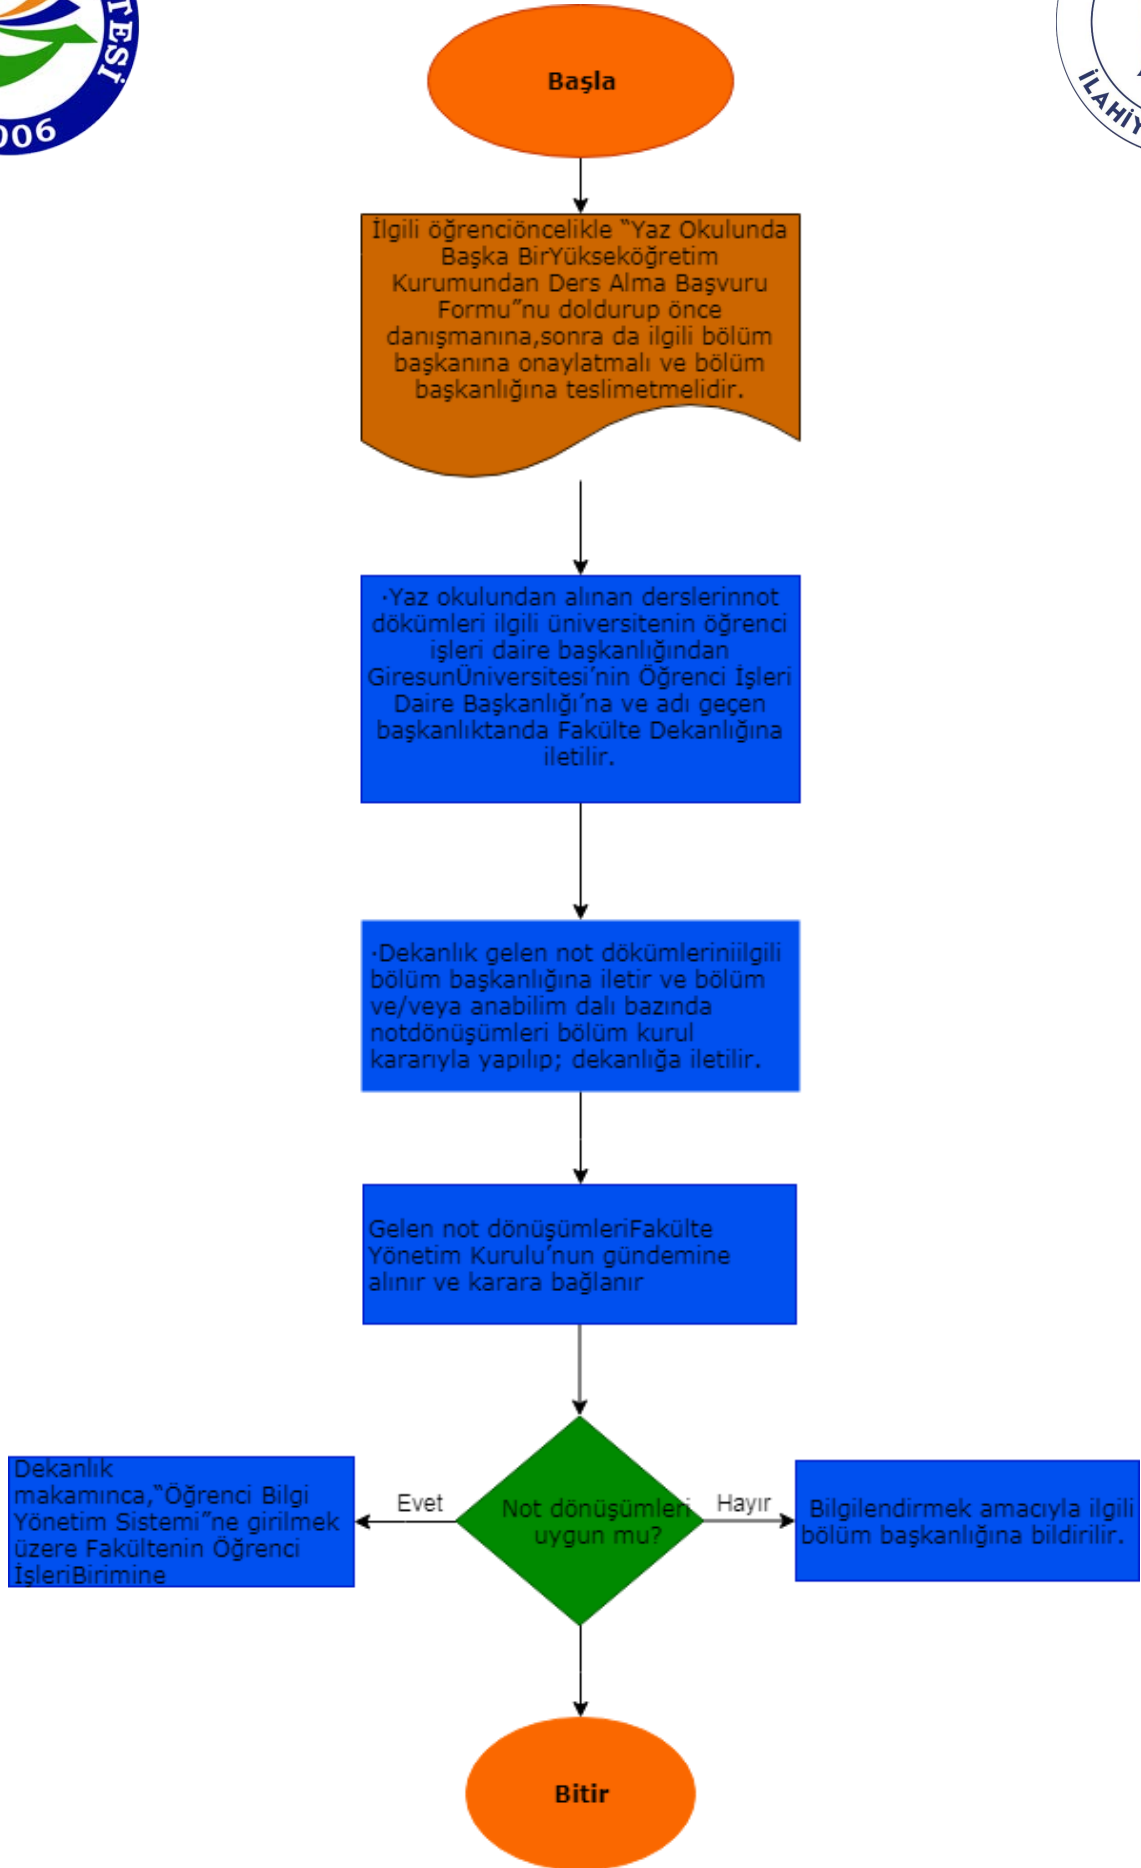 TESİ
006
İLAHİY
Başla
İlgili öğrenciöncelikle “Yaz Okulunda
Başka BirYükseköğretim
Kurumundan Ders Alma Başvuru
Formu”nu doldurup önce
danışmanına,sonra da ilgili bölüm
başkanına onaylatmalı ve bölüm
başkanlığına teslimetmelidir.
·Yaz okulundan alınan derslerinnot
dökümleri ilgili üniversitenin öğrenci
işleri daire başkanlığından
GiresunÜniversitesi’nin Öğrenci İşleri
Daire Başkanlığı’na ve adı geçen
başkanlıktanda Fakülte Dekanlığına
iletilir.
·Dekanlık gelen not dökümleriniilgili
bölüm başkanlığına iletir ve bölüm
ve/veya anabilim dalı bazında
notdönüşümleri bölüm kurul
kararıyla yapılıp; dekanlığa iletilir.
Gelen not dönüşümleriFakülte
Yönetim Kurulu’nun gündemine
alınır ve karara bağlanır
Dekanlık
makamınca,“Öğrenci Bilgi
Yönetim Sistemi”ne girilmek
üzere Fakültenin Öğrenci
İşleriBirimine
Evet
Not dönüşümleri
uygun mu?
Hayır
Bilgilendirmek amacıyla ilgili
bölüm başkanlığına bildirilir.
Bitir